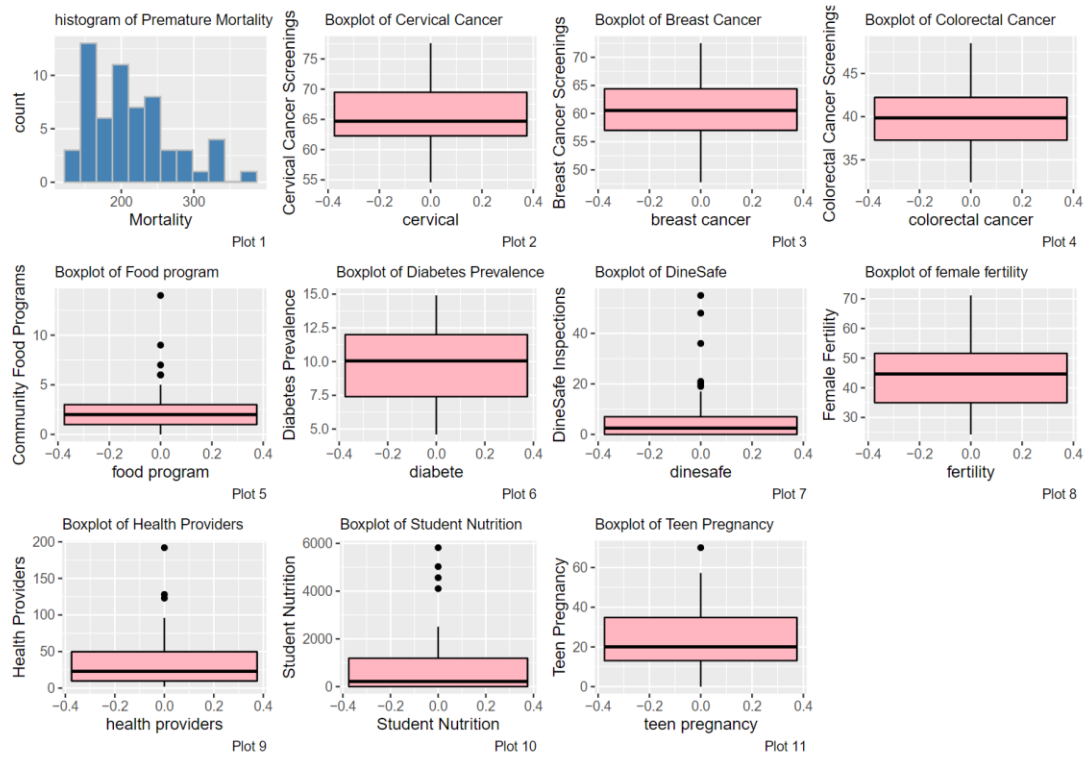 histogram of Premature Mortality
count
10
5
0
200 300
Mortality
Plot 1
Boxplot of Cervical Cancer
Cervical Cancer Screenings
75
70
65
60
55
−0.4 −0.2 0.0 0.2 0.4
cervical
Plot 2
Boxplot of Breast Cancer
Breast Cancer Screenings
70
65
60
55
50
−0.4 −0.2 0.0 0.2 0.4
breast cancer
Plot 3
Boxplot of Colorectal Cancer
Colorectal Cancer Screenings
45
40
35
−0.4 −0.2 0.0 0.2 0.4
colorectal cancer
Plot 4
Boxplot of Food program
Community Food Programs
10
5
0
−0.4 −0.2 0.0 0.2 0.4
food program
Plot 5
Boxplot of Diabetes Prevalence
Diabetes Prevalence
15.0
12.5
10.0
7.5
5.0
−0.4 −0.2 0.0 0.2 0.4
diabete
Plot 6
Boxplot of DineSafe
DineSafe Inspections
40
20
0
−0.4 −0.2 0.0 0.2 0.4
dinesafe
Plot 7
Boxplot of female fertility
Female Fertility
70
60
50
40
30
−0.4 −0.2 0.0 0.2 0.4
fertility
Plot 8
Boxplot of Health Providers
Health Providers
200
150
100
50
0
−0.4 −0.2 0.0 0.2 0.4
health providers
Plot 9
Boxplot of Student Nutrition
Student Nutrition
6000
4000
2000
0
−0.4 −0.2 0.0 0.2 0.4
Student Nutrition
Plot 10
Boxplot of Teen Pregnancy
Teen Pregnancy
60
40
20
0
−0.4 −0.2 0.0 0.2 0.4
teen pregnancy
Plot 11